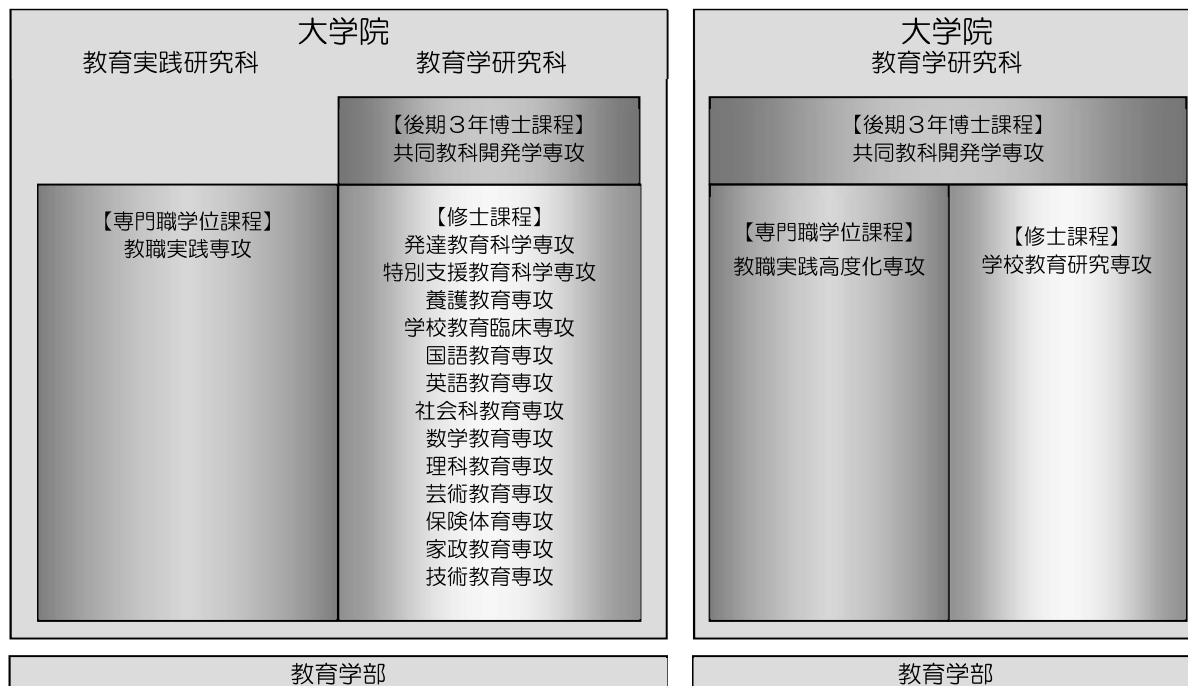 大学院
教育実践研究科
教育学研究科
【後期３年博士課程】
共同教科開発学専攻
【専門職学位課程】
教職実践専攻
【修士課程】
発達教育科学専攻
特別支援教育科学専攻
養護教育専攻
学校教育臨床専攻
国語教育専攻
英語教育専攻
社会科教育専攻
数学教育専攻
理科教育専攻
芸術教育専攻
保険体育専攻
家政教育専攻
技術教育専攻
教育学部
大学院
教育学研究科
【後期３年博士課程】
共同教科開発学専攻
【専門職学位課程】
教職実践高度化専攻
【修士課程】
学校教育研究専攻
教育学部